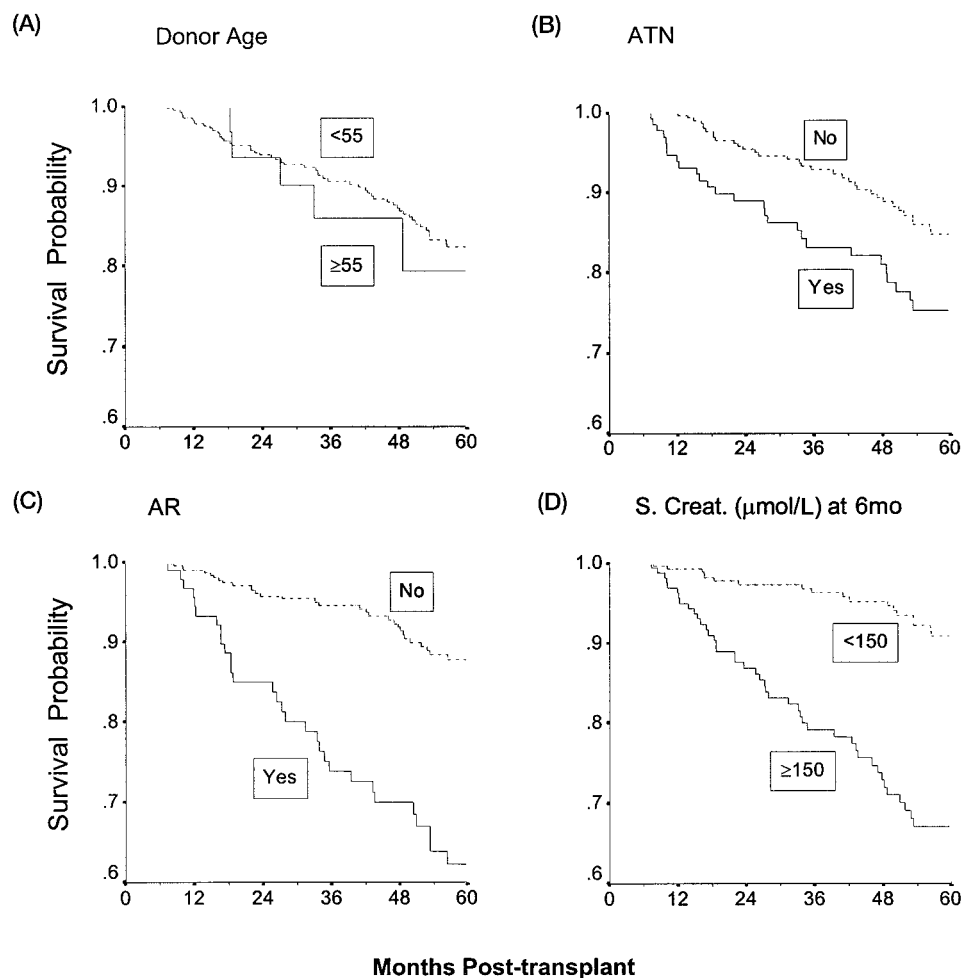 (A)
Donor Age
1.0
.9
.8
.7
.6
<55
≥55
0 12 24 36 48 60
Survival Probability
(B)
ATN
1.0
.9
.8
.7
.6
No
Yes
0 12 24 36 48 60
(C)
AR
1.0
.9
.8
.7
.6
No
Yes
0 12 24 36 48 60
Survival Probability
(D)
S. Creat. (μmol/L) at 6mo
1.0
.9
.8
.7
.6
<150
≥150
0 12 24 36 48 60
Months Post-transplant